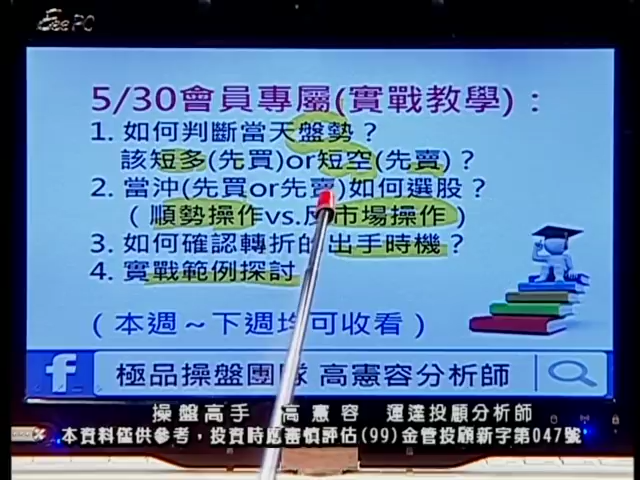 Eee PC
5/30會員專屬(實戰教學)：
1. 如何判斷當天盤勢？
該短多(先買)or短空(先賣)？
2. 當沖(先買or先賣)如何選股？
（順勢操作vs.反市場操作）
3. 如何確認轉折的出手時機？
4. 實戰範例探討
（本週～下週均可收看）
f 極品操盤團隊 高憲容分析師
操盤高手 高憲容 運達投顧分析師
本資料僅供參考，投資時應審慎評估(99)金管投顧新字第047號